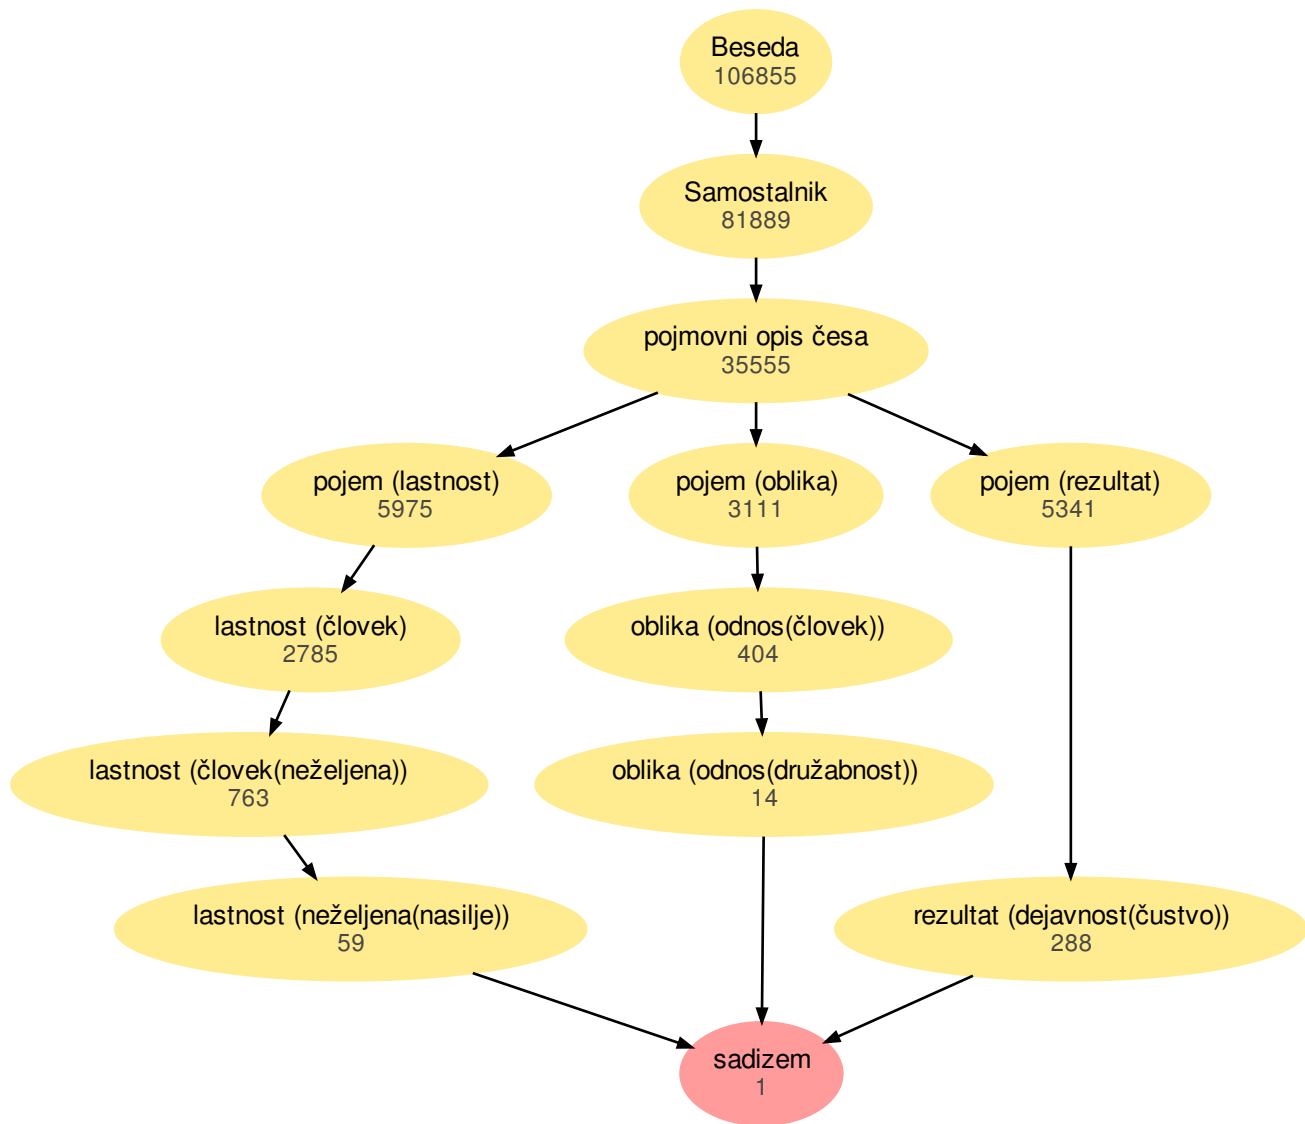 Beseda
106855
Samostalnik
81889
pojmovni opis česa
35555
pojem (lastnost)
5975
pojem (oblika)
3111
pojem (rezultat)
5341
lastnost (človek)
2785
oblika (odnos(človek))
404
lastnost (človek(neželjena))
763
oblika (odnos(družabnost))
14
lastnost (neželjena(nasilje))
59
rezultat (dejavnost(čustvo))
288
sadizem
1